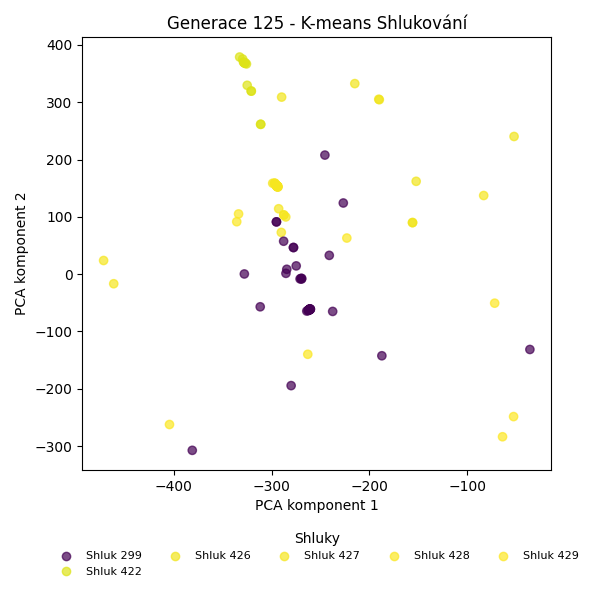 Generace 125 - K-means Shlukování
400
300
200
100
0
−100
−200
−300
PCA komponent 2
−400
−300
−200
−100
PCA komponent 1
Shluky
Shluk 299
Shluk 426
Shluk 427
Shluk 428
Shluk 429
Shluk 422